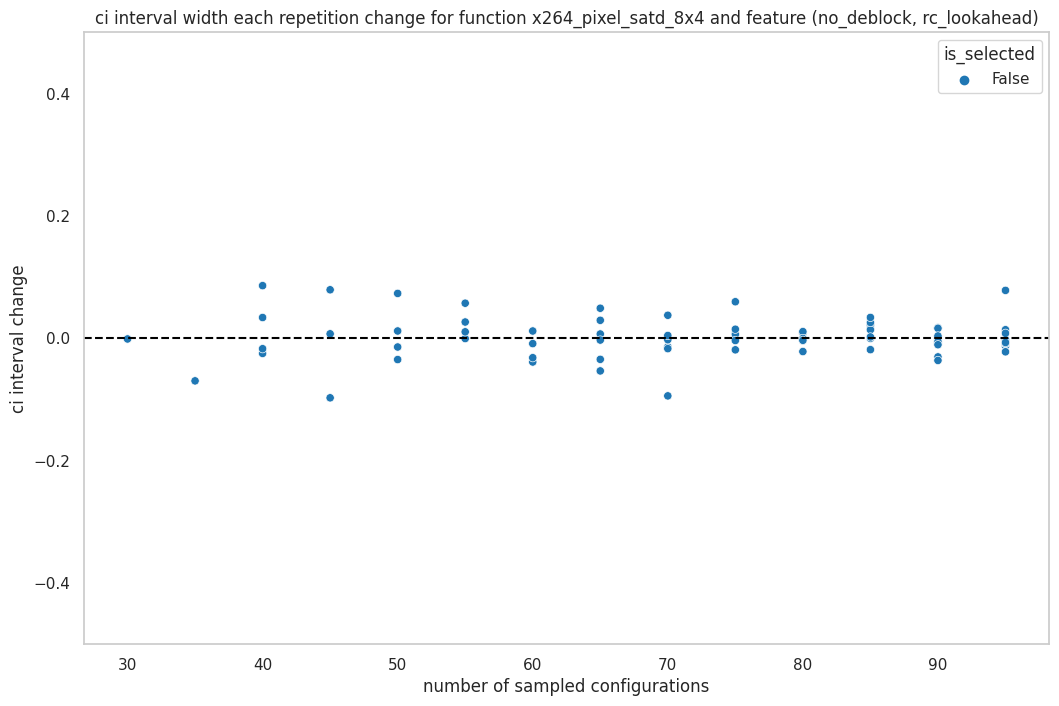 ci interval width each repetition change for function x264_pixel_satd_8x4 and feature (no_deblock, rc_lookahead)
is_selected
False
ci interval change
0.4
0.2
0.0
−0.2
−0.4
30 40 50 60 70 80 90
number of sampled configurations